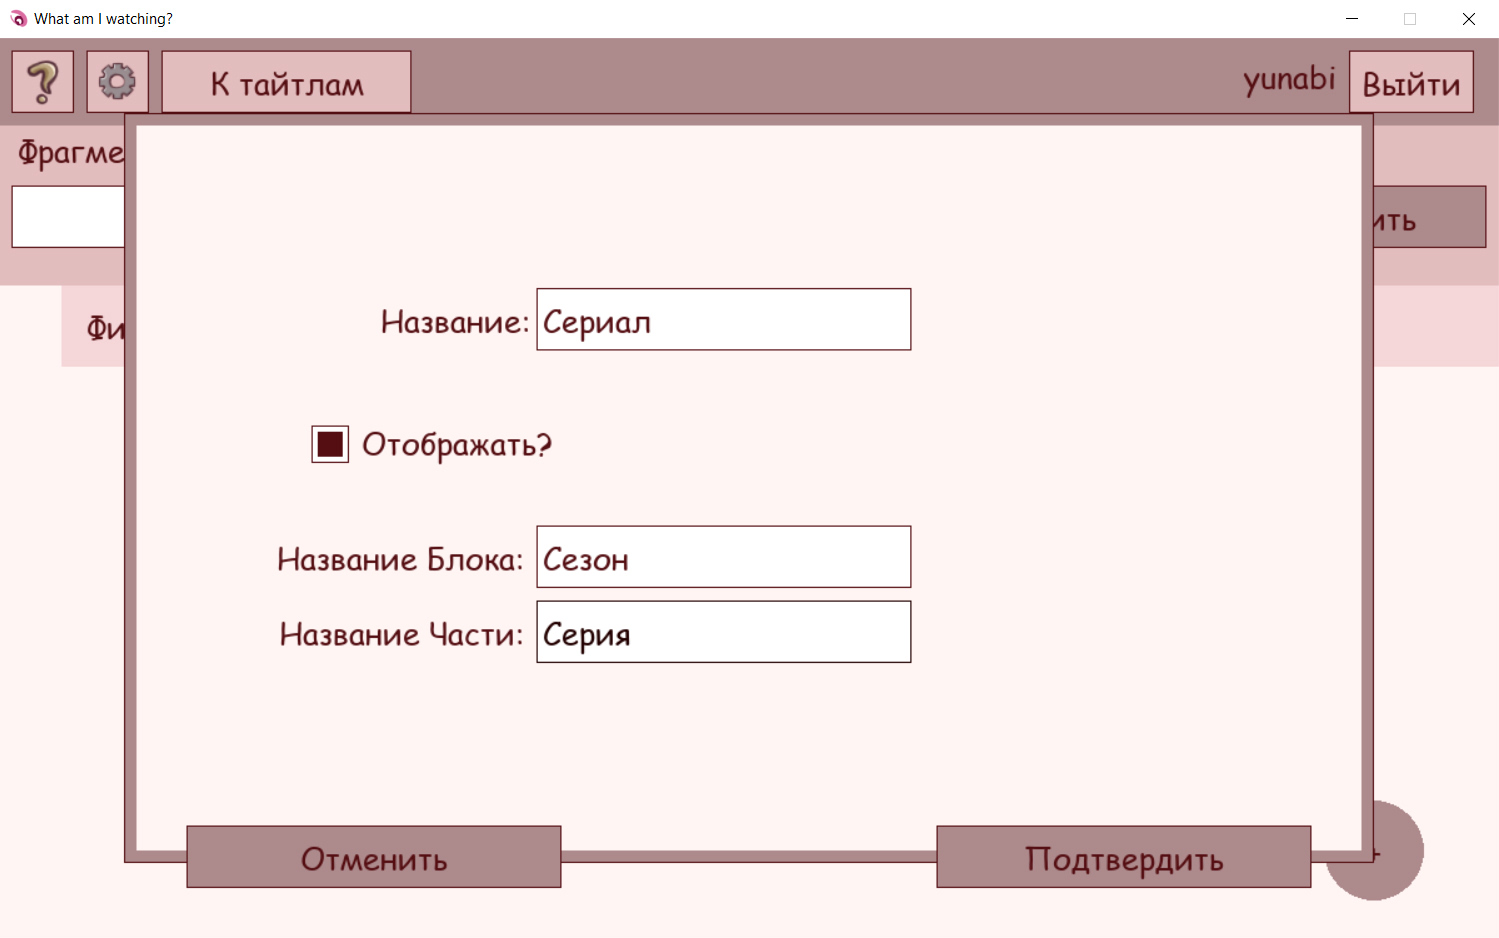 What am I watching?
К тайтлам
yunabi
Выйти
Фрагме
ить
Фи
Название: Сериал
Отображать?
Название Блока: Сезон
Название Части: Серия
Отменить
Подтвердить